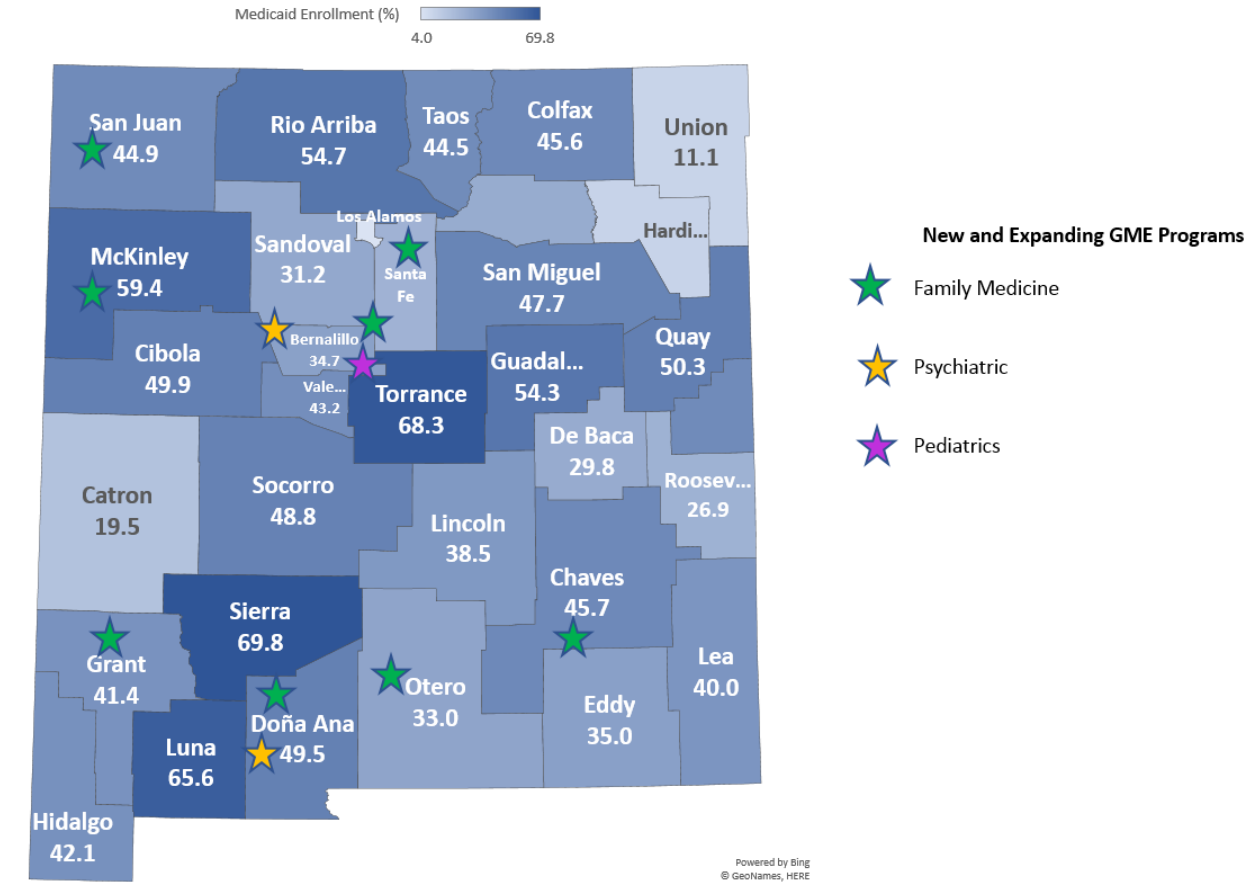 Medicaid Enrollment (%)
4.0 69.8
San Juan
44.9
Rio Arriba
54.7
Taos
44.5
Colfax
45.6
Union
11.1
McKinley
59.4
Sandoval
31.2
Los Alamos
Santa
Fe
San Miguel
47.7
Hardi...
Quay
50.3
Cibola
49.9
Bernalillo
34.7
Vale...
43.2
Torrance
68.3
Guadal...
54.3
De Baca
29.8
Roosev...
26.9
Catron
19.5
Socorro
48.8
Lincoln
38.5
Chaves
45.7
Sierra
69.8
Grant
41.4
Doña Ana
49.5
Otero
33.0
Eddy
35.0
Lea
40.0
Luna
65.6
Hidalgo
42.1
New and Expanding GME Programs
Family Medicine
Psychiatric
Pediatrics
Powered by Bing
© GeoNames, HERE